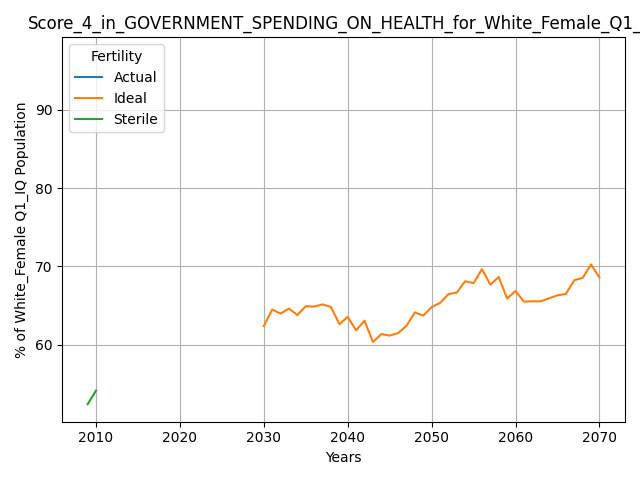 Score_4_in_GOVERNMENT_SPENDING_ON_HEALTH_for_White_Female_Q1_
Fertility
Actual
Ideal
Sterile
% of White_Female Q1_IQ Population
90
80
70
60
2010
2020
2030
2040
2050
2060
2070
Years